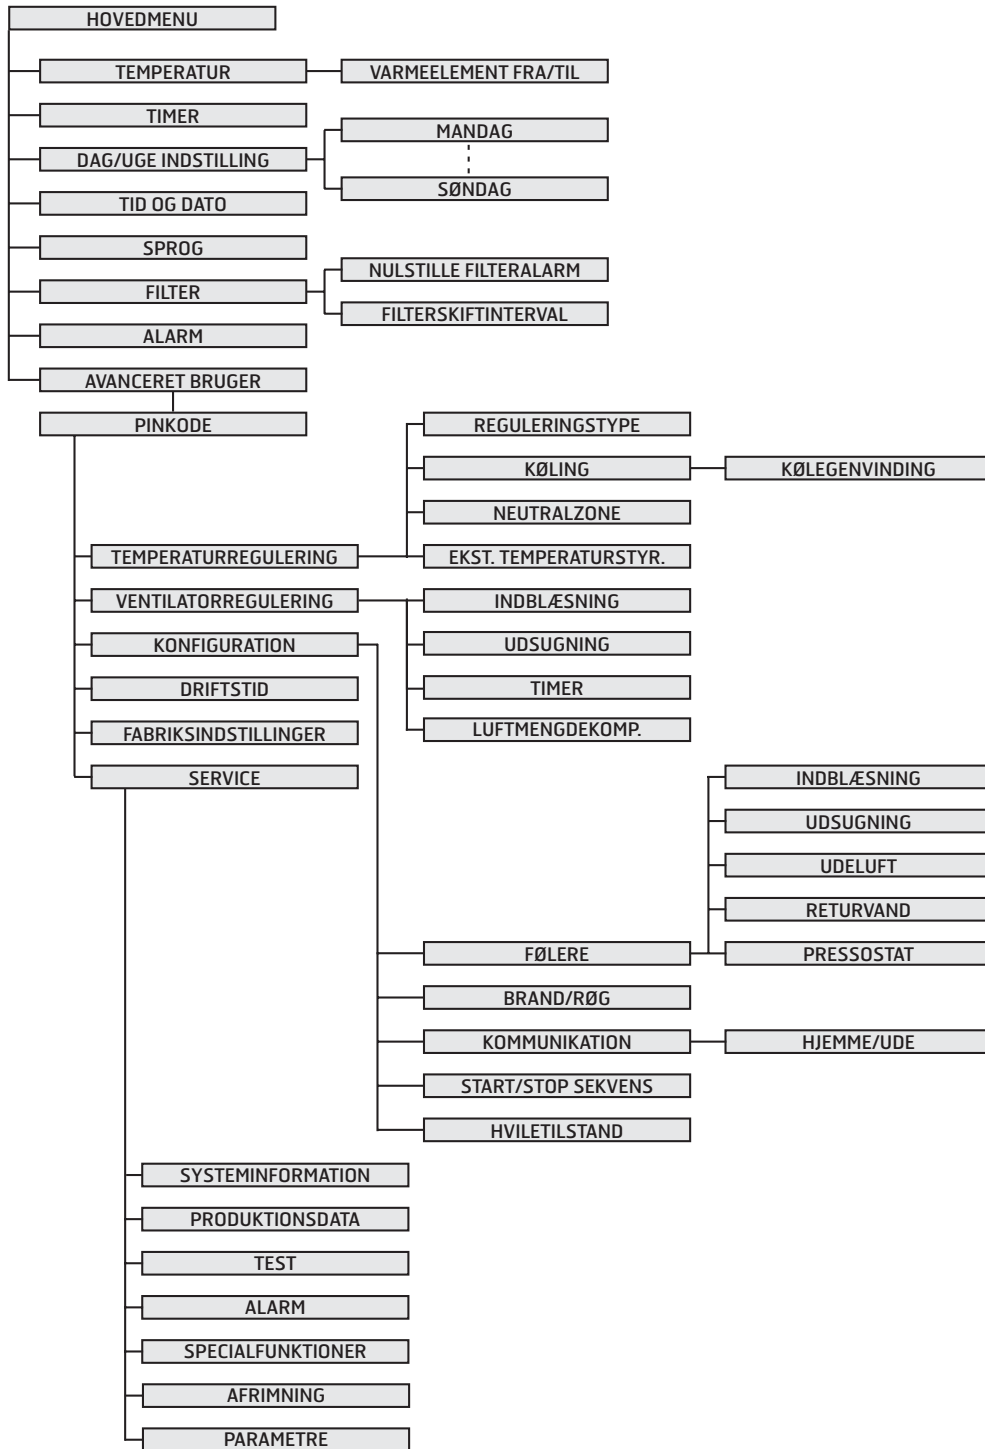 HOVEDMENU
TEMPERATUR
VARMEELEMENT FRA/TIL
TIMER
MANDAG
DAG/UGE INDSTILLING
SØNDAG
TID OG DATO
SPROG
NULSTILLE FILTERALARM
FILTER
FILTERSKIFTINTERVAL
ALARM
AVANCERET BRUGER
PINKODE
REGULERINGSTYPE
KØLING
KØLEGENVINDING
NEUTRALZONE
TEMPERATURREGULERING
EKST. TEMPERATURSTYR.
VENTILATORREGULERING
INDBLÆSNING
KONFIGURATION
UDSUGNING
DRIFTSTID
TIMER
FABRIKSINDSTILLINGER
LUFTMENGDEKOMP.
SERVICE
INDBLÆSNING
UDSUGNING
UDELUFT
RETURVAND
FØLERE
PRESSOSTAT
BRAND/RØG
KOMMUNIKATION
HJEMME/UDE
START/STOP SEKVENS
HVILETILSTAND
SYSTEMINFORMATION
PRODUKTIONSDATA
TEST
ALARM
SPECIALFUNKTIONER
AFRIMNING
PARAMETRE